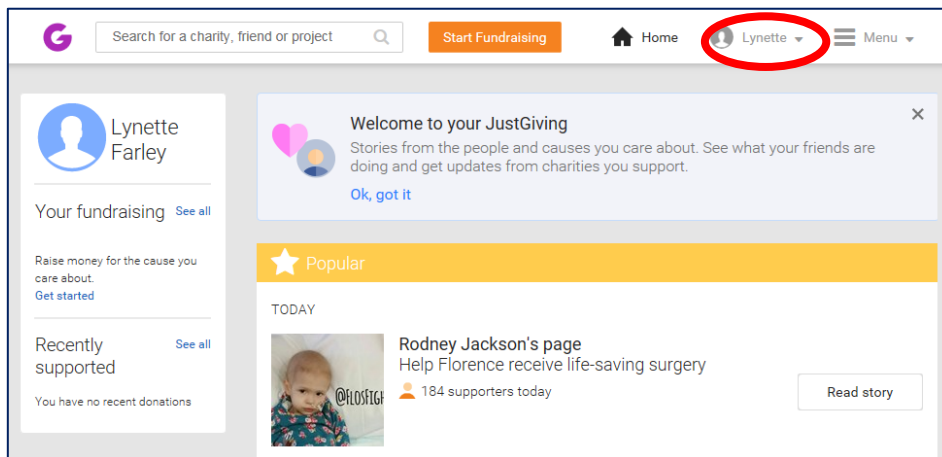 Search for a charity, friend or project
Start Fundraising
Home
Lynette
Menu
Lynette
Farley
Your fundraising See all
Raise money for the cause you
care about.
Get started
Recently
supported
See all
You have no recent donations
Welcome to your JustGiving
Stories from the people and causes you care about. See what your friends are
doing and get updates from charities you support.
Ok, got it
Popular
TODAY
@FLOSFIGH
Rodney Jackson's page
Help Florence receive life-saving surgery
184 supporters today
Read story